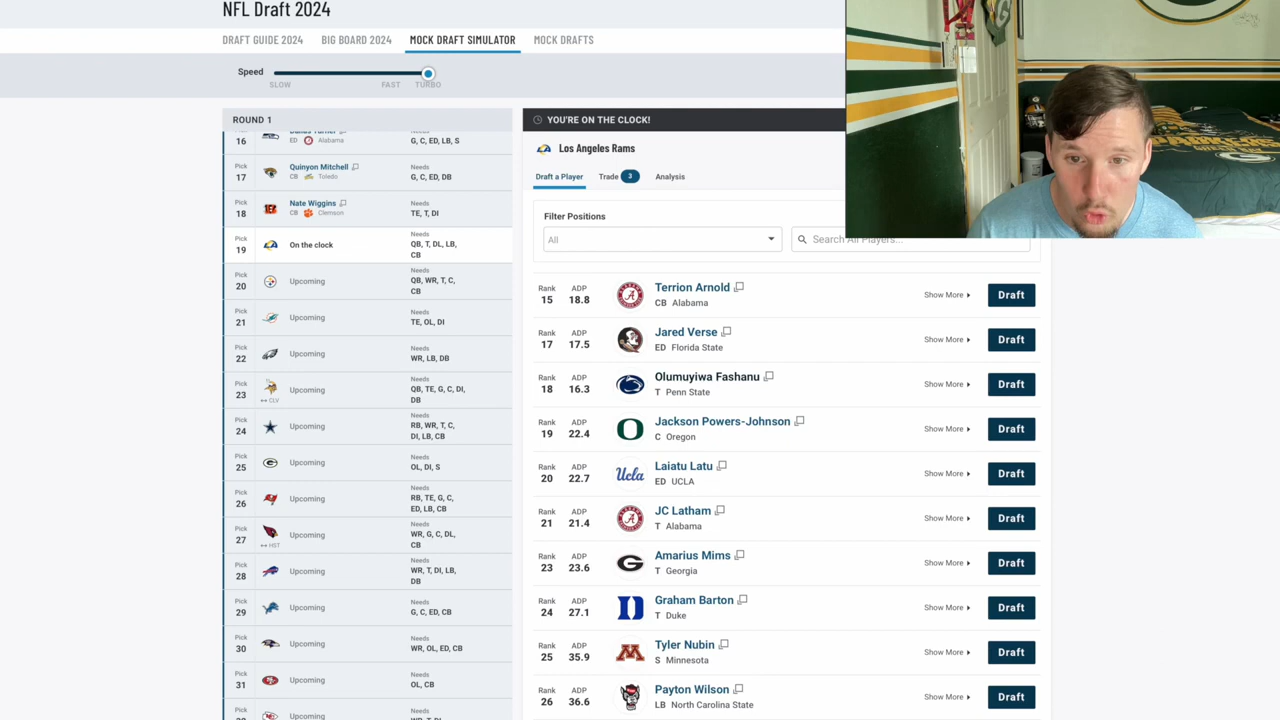 NFL Draft 2024
DRAFT GUIDE 2024 BIG BOARD 2024 MOCK DRAFT SIMULATOR MOCK DRAFTS
Speed
SLOW FAST TURBO
ROUND 1
Pick 16 ED Alabama G, C, ED, LB, S
Pick 17 Quinyon Mitchell CB Toledo Needs G, C, ED, DB
Pick 18 Nate Wiggins CB Clemson Needs TE, T, DI
Pick 19 On the clock Needs QB, T, DL, LB, CB
Pick 20 Upcoming Needs QB, WR, T, C, CB
Pick 21 Upcoming Needs TE, OL, DI
Pick 22 Upcoming Needs WR, LB, DB
Pick 23 CLV Upcoming Needs QB, TE, G, C, DI, DB
Pick 24 Upcoming Needs RB, WR, T, C, DI, LB, CB
Pick 25 Upcoming Needs OL, DI, S
Pick 26 Upcoming Needs RB, TE, G, C, ED, LB, CB
Pick 27 HST Upcoming Needs WR, G, C, DL, CB
Pick 28 Upcoming Needs WR, T, DI, LB, DB
Pick 29 Upcoming Needs G, C, ED, CB
Pick 30 Upcoming Needs WR, OL, ED, CB
Pick 31 Upcoming Needs OL, CB
Pick Upcoming Needs
YOU'RE ON THE CLOCK!
Los Angeles Rams
Draft a Player Trade 3 Analysis
Filter Positions
All Search All Players...
Rank 15 ADP 18.8 Terrion Arnold CB Alabama Show More Draft
Rank 17 ADP 17.5 Jared Verse ED Florida State Show More Draft
Rank 18 ADP 16.3 Olumuyiwa Fashanu T Penn State Show More Draft
Rank 19 ADP 22.4 Jackson Powers-Johnson C Oregon Show More Draft
Rank 20 ADP 22.7 Ucla Laiatu Latu ED UCLA Show More Draft
Rank 21 ADP 21.4 JC Latham T Alabama Show More Draft
Rank 23 ADP 23.6 Amarius Mims T Georgia Show More Draft
Rank 24 ADP 27.1 Graham Barton T Duke Show More Draft
Rank 25 ADP 35.9 Tyler Nubin S Minnesota Show More Draft
Rank 26 ADP 36.6 Payton Wilson LB North Carolina State Show More Draft